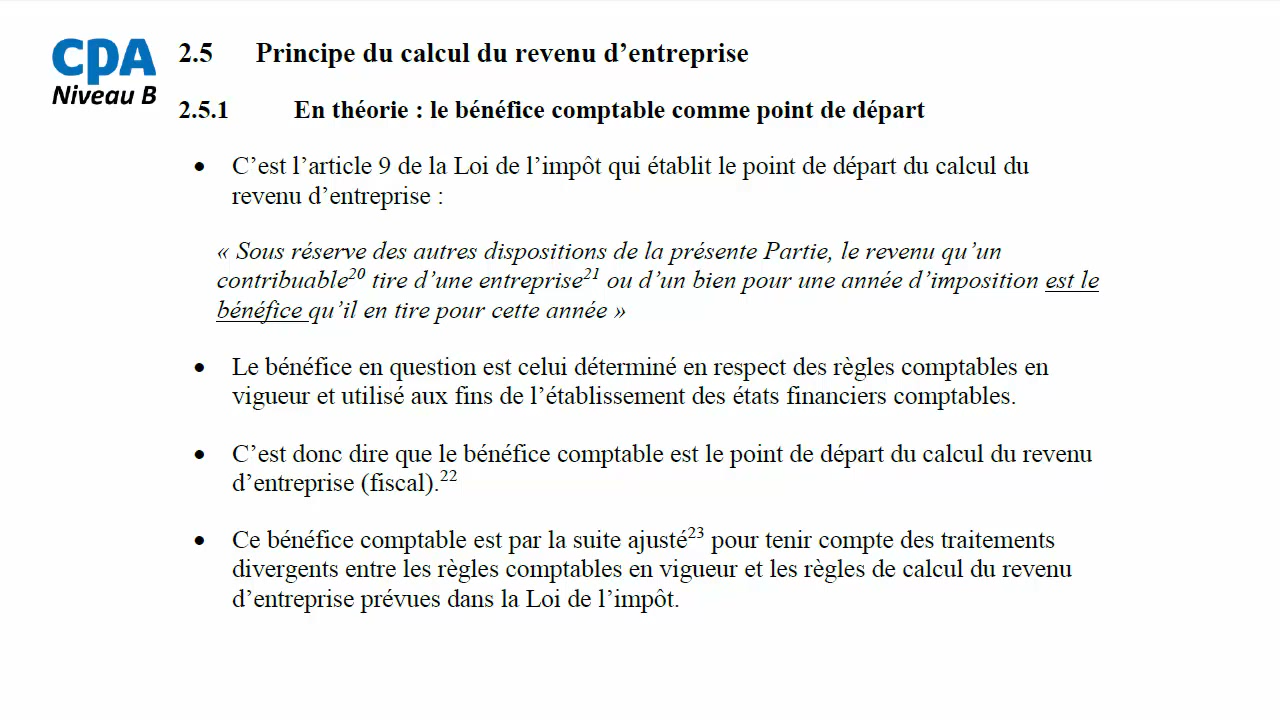 CPA
Niveau B
2.5 Principe du calcul du revenu d’entreprise
2.5.1 En théorie : le bénéfice comptable comme point de départ
• C’est l’article 9 de la Loi de l’impôt qui établit le point de départ du calcul du
revenu d’entreprise :
« Sous réserve des autres dispositions de la présente Partie, le revenu qu’un
contribuable20 tire d’une entreprise21 ou d’un bien pour une année d’imposition est le
bénéfice qu’il en tire pour cette année »
• Le bénéfice en question est celui déterminé en respect des règles comptables en
vigueur et utilisé aux fins de l’établissement des états financiers comptables.
• C’est donc dire que le bénéfice comptable est le point de départ du calcul du revenu
d’entreprise (fiscal).22
• Ce bénéfice comptable est par la suite ajusté23 pour tenir compte des traitements
divergents entre les règles comptables en vigueur et les règles de calcul du revenu
d’entreprise prévues dans la Loi de l’impôt.